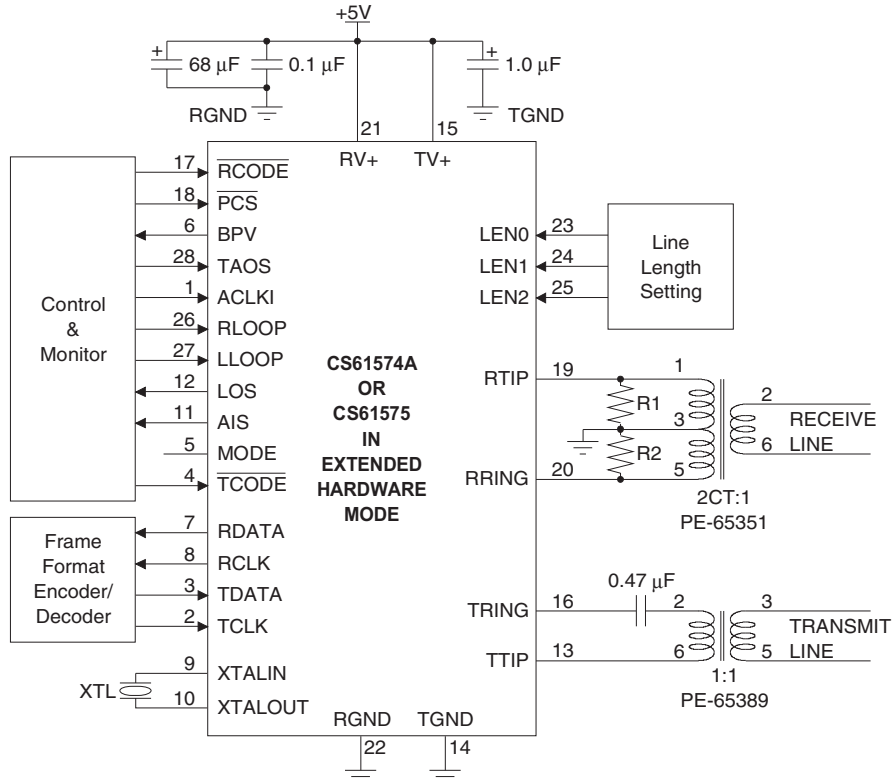 +5V
+
68 μF
0.1 μF
+
1.0 μF
RGND
TGND
21
15
RV+
TV+
Control
&
Monitor
17
RCODE
18
PCS
6
BPV
28
TAOS
1
ACLKI
26
RLOOP
27
LLOOP
12
LOS
11
AIS
5
MODE
4
TCODE
Frame
Format
Encoder/
Decoder
7
RDATA
8
RCLK
3
TDATA
2
TCLK
XTL
9
XTALIN
10
XTALOUT
CS61574A
OR
CS61575
IN
EXTENDED
HARDWARE
MODE
LEN0
23
LEN1
24
LEN2
25
Line
Length
Setting
RTIP
19
1
R1
3
R2
RRING
20
5
2
RECEIVE
6
LINE
2CT:1
PE-65351
0.47 μF
TRING
16
2
3
TRANSMIT
TTIP
13
6
5
LINE
1:1
PE-65389
RGND
TGND
22
14